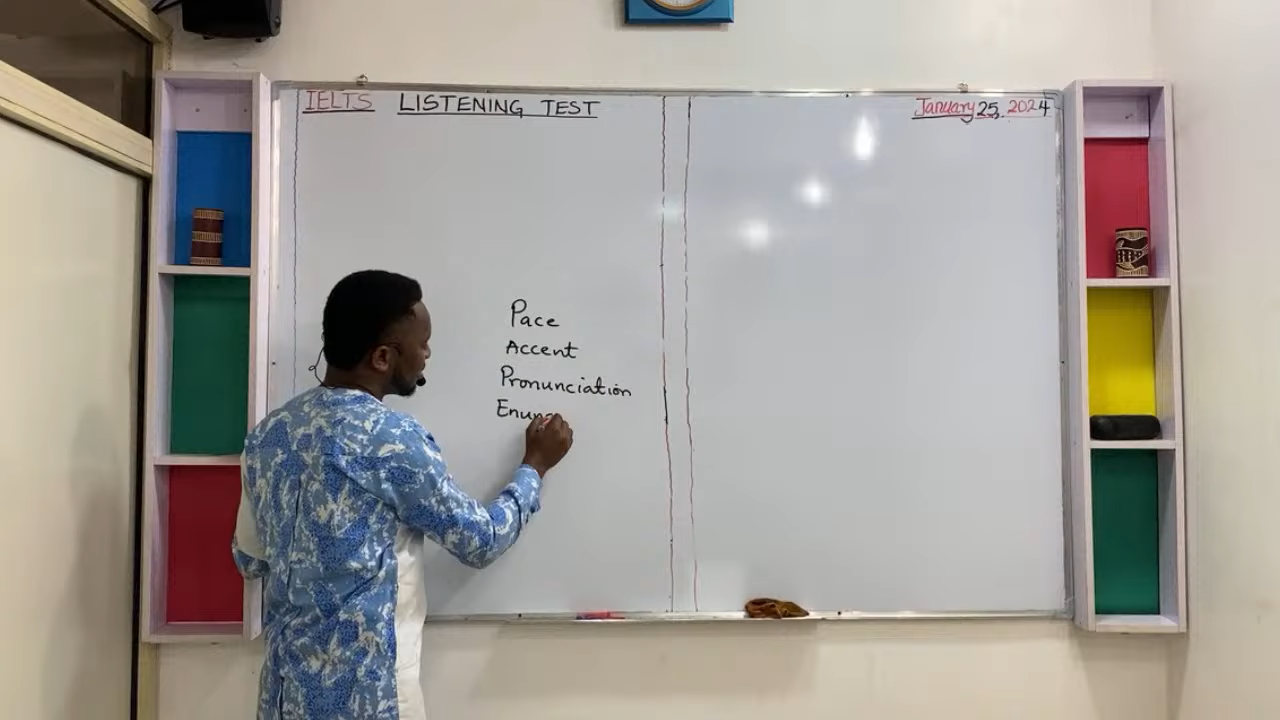 IELTS LISTENING TEST
January 25, 2024
Pace
Accent
Pronunciation
Enun